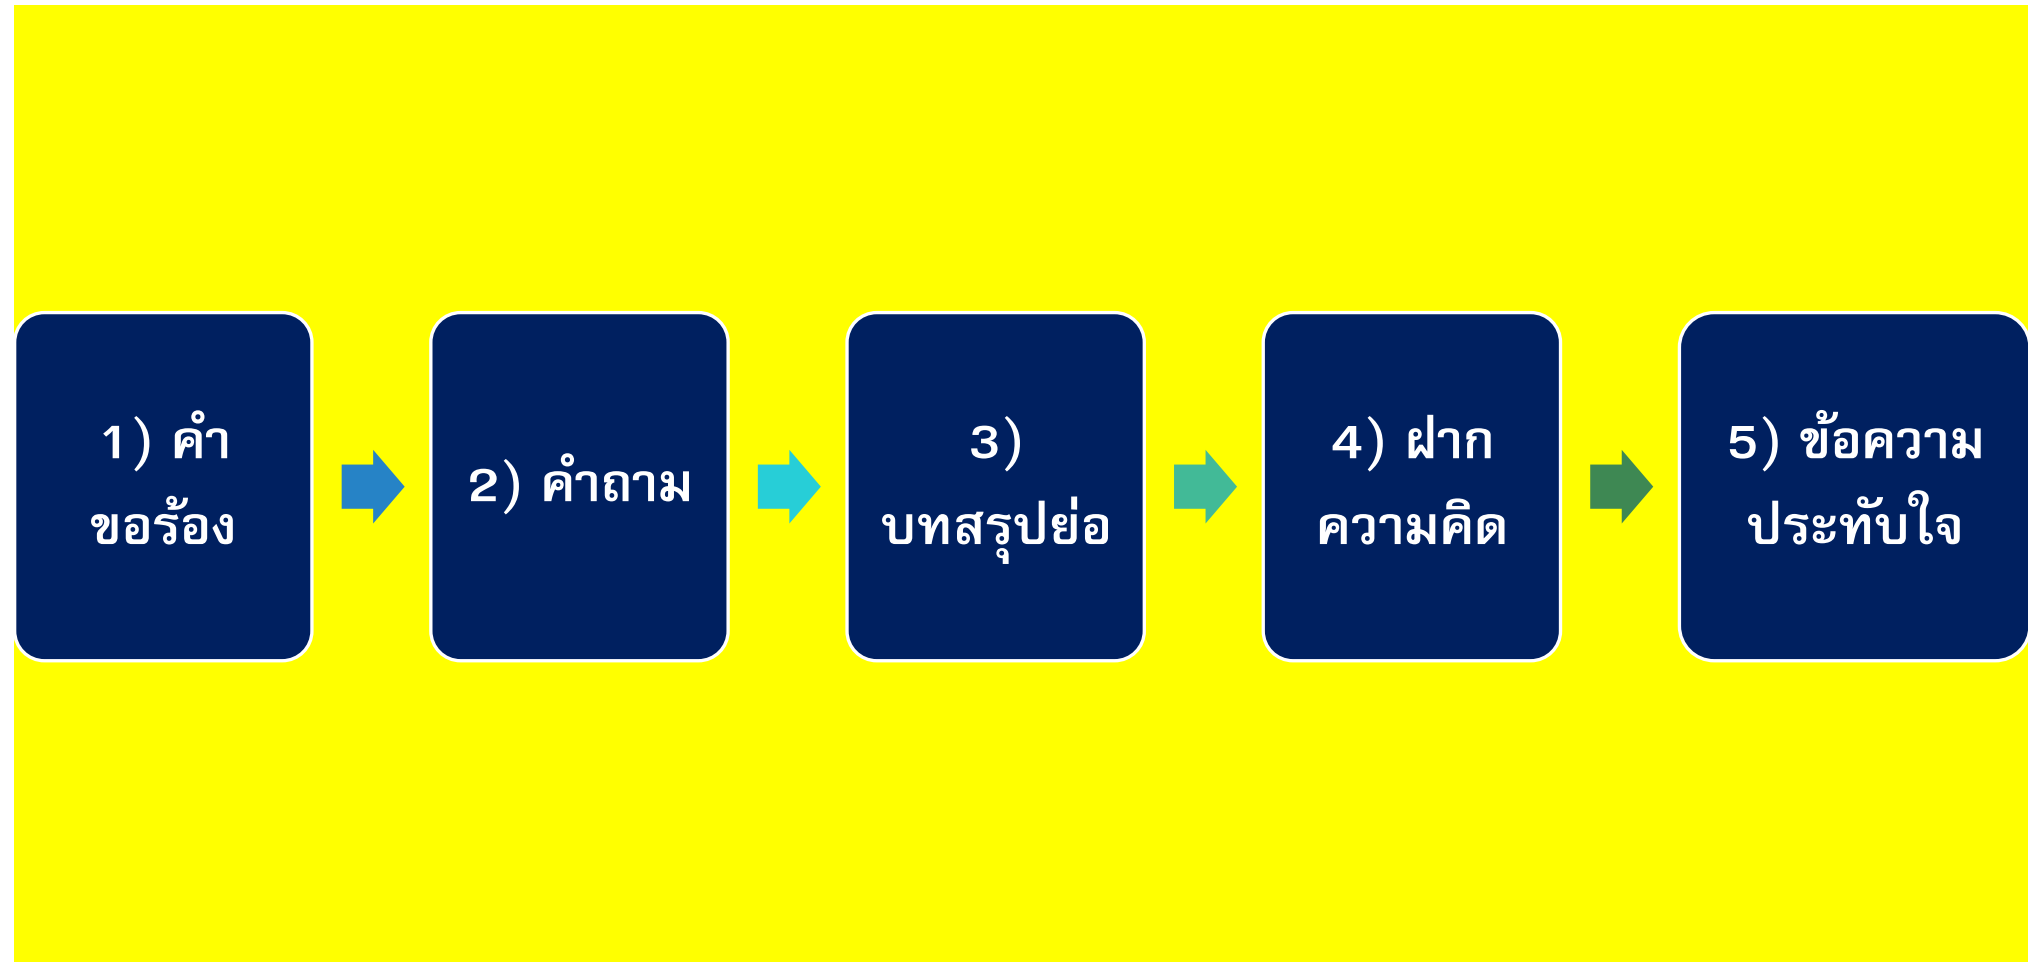 1) คำ
ขอร้อง
2) คำถาม
3)
บทสรุปย่อ
4) ฝาก
ความคิด
5) ข้อความ
ประทับใจ